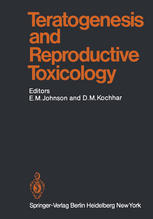 Teratogenesis and
Reproductive
Toxicology
Editors
E.M.Johnson and D.M.Kochhar
Springer-Verlag Berlin Heidelberg New York